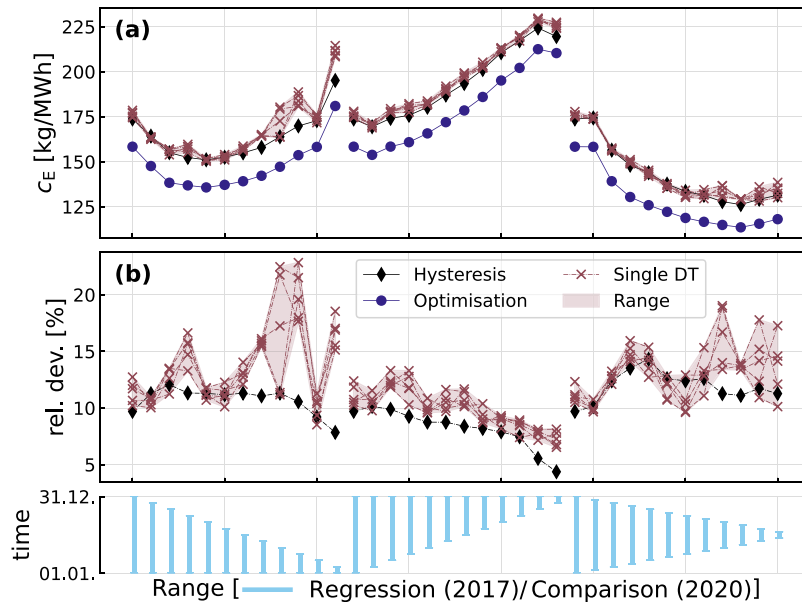 (a)
225
200
175
150
125
c_E [kg/MWh]
(b)
Hysteresis
Single DT
Optimisation
Range
20
15
10
5
rel. dev. [%]
31.12.
01.01.
time
Range [ Regression (2017)/Comparison (2020)]